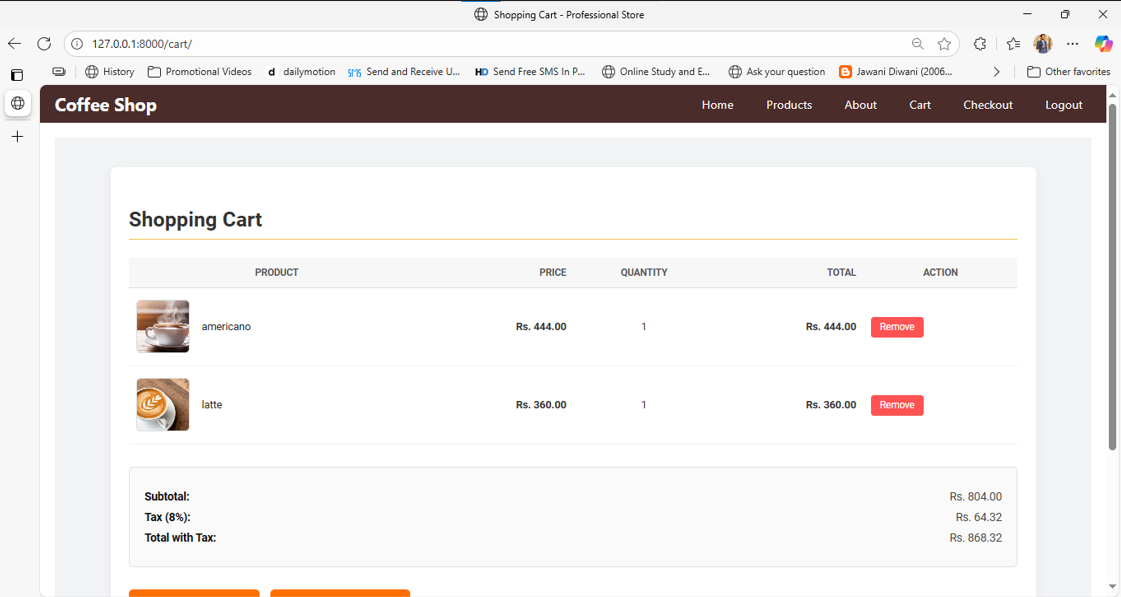 Shopping Cart - Professional Store
127.0.0.1:8000/cart/
History Promotional Videos d dailymotion Send and Receive U... HD Send Free SMS In P... Online Study and E... Ask your question Jawani Diwani (2006... Other favorites
Coffee Shop Home Products About Cart Checkout Logout
Shopping Cart
PRODUCT PRICE QUANTITY TOTAL ACTION
americano Rs. 444.00 1 Rs. 444.00 Remove
latte Rs. 360.00 1 Rs. 360.00 Remove
Subtotal: Rs. 804.00
Tax (8%): Rs. 64.32
Total with Tax: Rs. 868.32